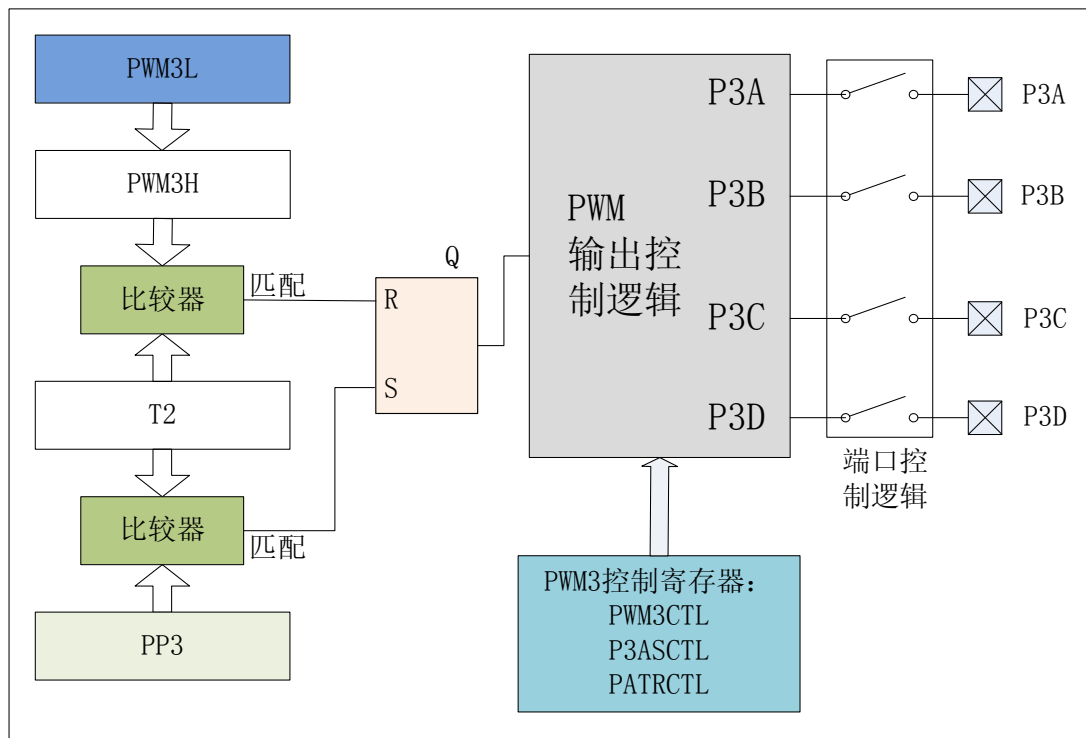 PWM3L
PWM3H
比较器
匹配
T2
比较器
匹配
PP3
Q
R
S
PWM
输出控
制逻辑
P3A
P3B
P3C
P3D
P3A
P3B
P3C
P3D
端口控
制逻辑
PWM3控制寄存器：
PWM3CTL
P3ASCTL
PATRCTL